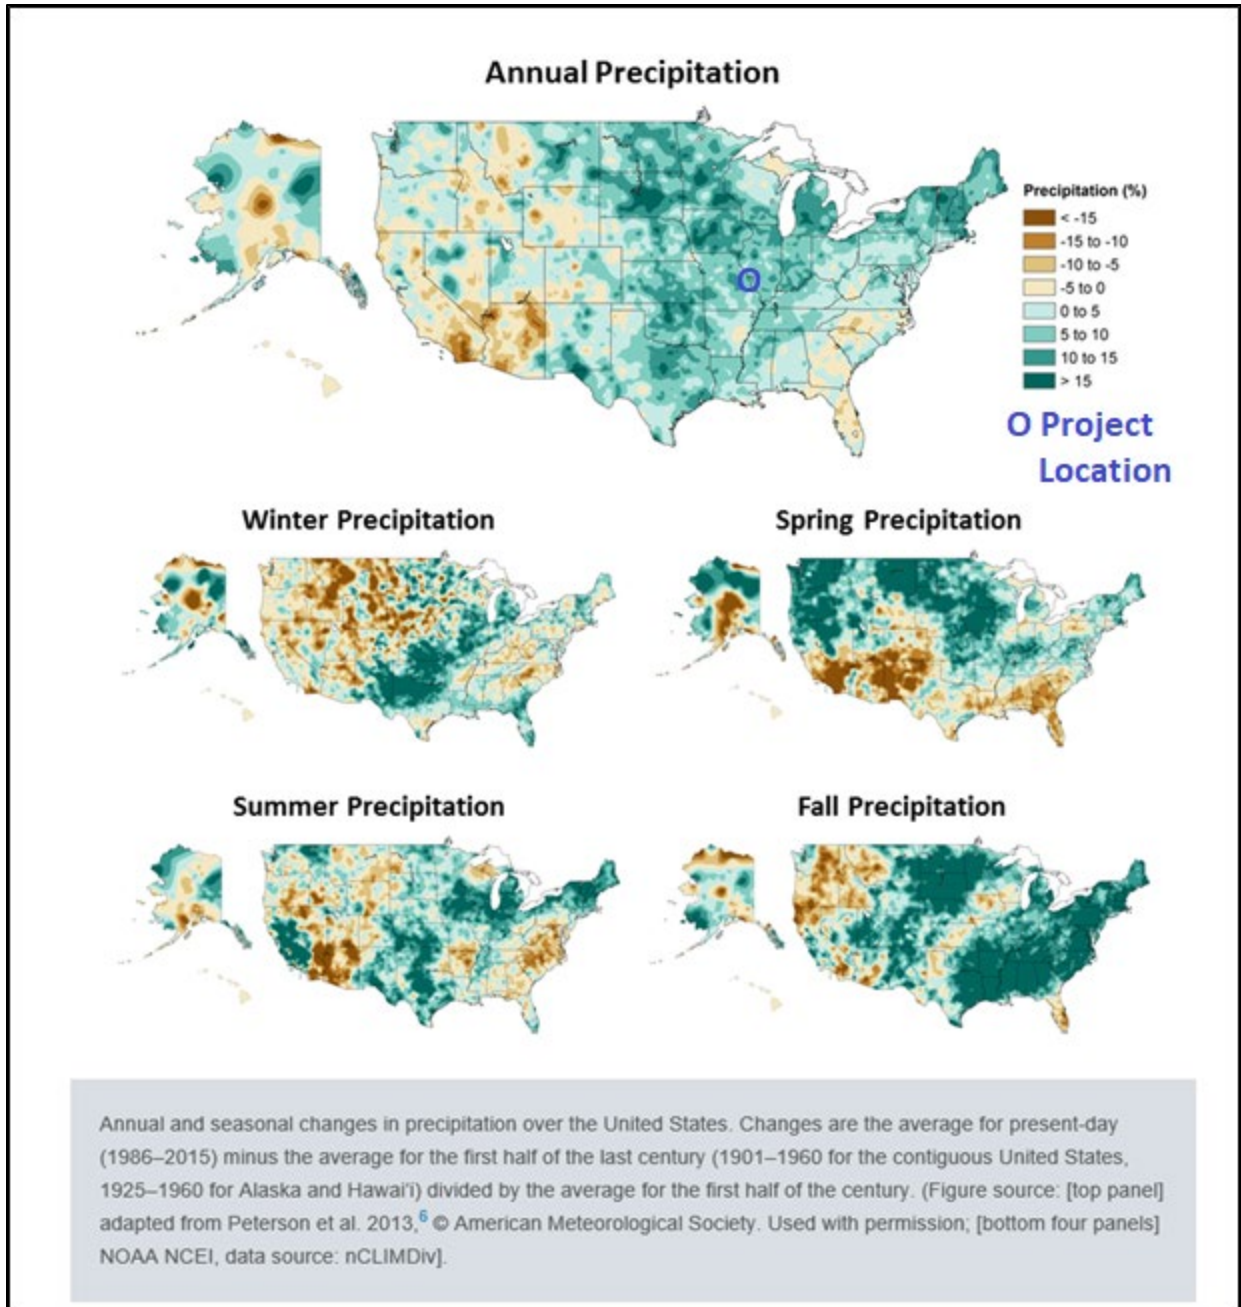 Annual Precipitation
Precipitation (%)
< -15
-15 to -10
-10 to -5
-5 to 0
0 to 5
5 to 10
10 to 15
> 15
O
O Project
Location
Winter Precipitation
Spring Precipitation
Summer Precipitation
Fall Precipitation
Annual and seasonal changes in precipitation over the United States. Changes are the average for present-day
(1986–2015) minus the average for the first half of the last century (1901–1960 for the contiguous United States,
1925–1960 for Alaska and Hawai'i) divided by the average for the first half of the century. (Figure source: [top panel]
adapted from Peterson et al. 2013,6 © American Meteorological Society. Used with permission; [bottom four panels]
NOAA NCEI, data source: nCLIMDiv].